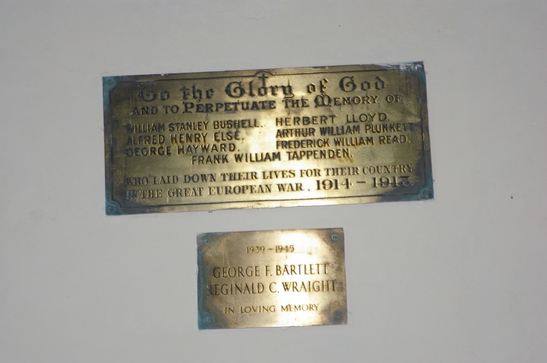 To the Glory of God
AND TO PERPETUATE THE MEMORY OF
WILLIAM STANLEY BUSHELL. HERBERT LLOYD.
ALFRED HENRY ELSE. ARTHUR WILLIAM PLUNKETT
GEORGE HAYWARD. FREDERICK WILLIAM READ.
FRANK WILLIAM TAPPENDEN.
WHO LAID DOWN THEIR LIVES FOR THEIR COUNTRY
IN THE GREAT EUROPEAN WAR. 1914-
1939-1945
GEORGE F. BARTLETT
REGINALD C. WRAIGHT
IN LOVING MEMORY